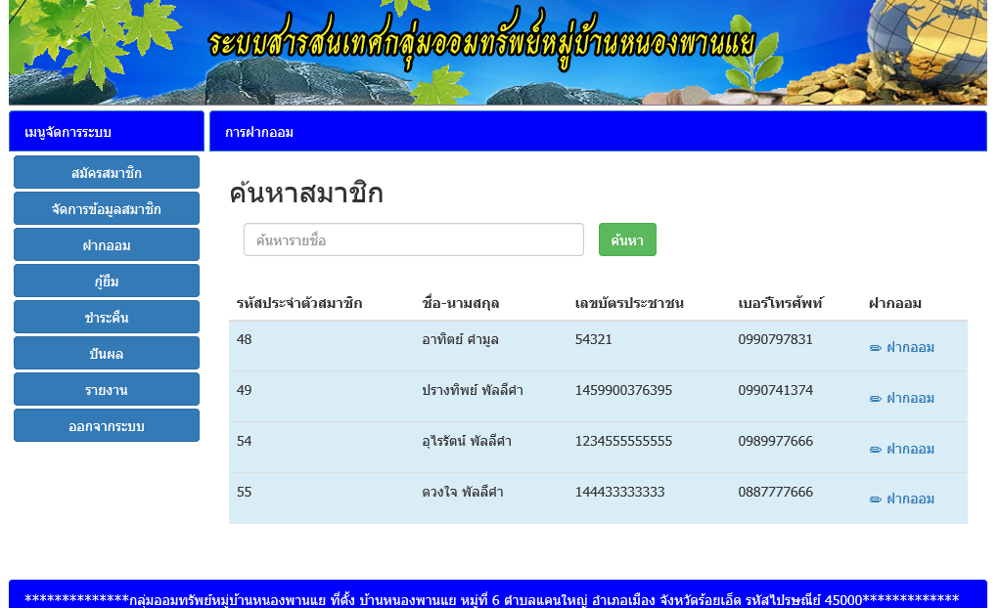 ระบบสารสนเทศกลุ่มออมทรัพย์หมู่บ้านหนองพานแย
เมนูจัดการระบบ
การฝากออม
สมัครสมาชิก
จัดการข้อมูลสมาชิก
ฝากออม
กู้ยืม
ชำระคืน
ปันผล
รายงาน
ออกจากระบบ
ค้นหาสมาชิก
ค้นหารายชื่อ ค้นหา
รหัสประจำตัวสมาชิก ชื่อ-นามสกุล เลขบัตรประชาชน เบอร์โทรศัพท์ ฝากออม
48 อาทิตย์ คำมูล 54321 0990797831 ฝากออม
49 ปรางทิพย์ พัลลีศำ 1459900376395 0990741374 ฝากออม
54 อุไรรัตน์ พัลลีศำ 1234555555555 0989977666 ฝากออม
55 ดวงใจ พัลลีศำ 144433333333 0887777666 ฝากออม
**************กลุ่มออมทรัพย์หมู่บ้านหนองพานแย ที่ตั้ง บ้านหนองพานแย หมู่ที่ 6 ตำบลแคนใหญ่ อำเภอเมือง จังหวัดร้อยเอ็ด รหัสไปรษณีย์ 45000*************